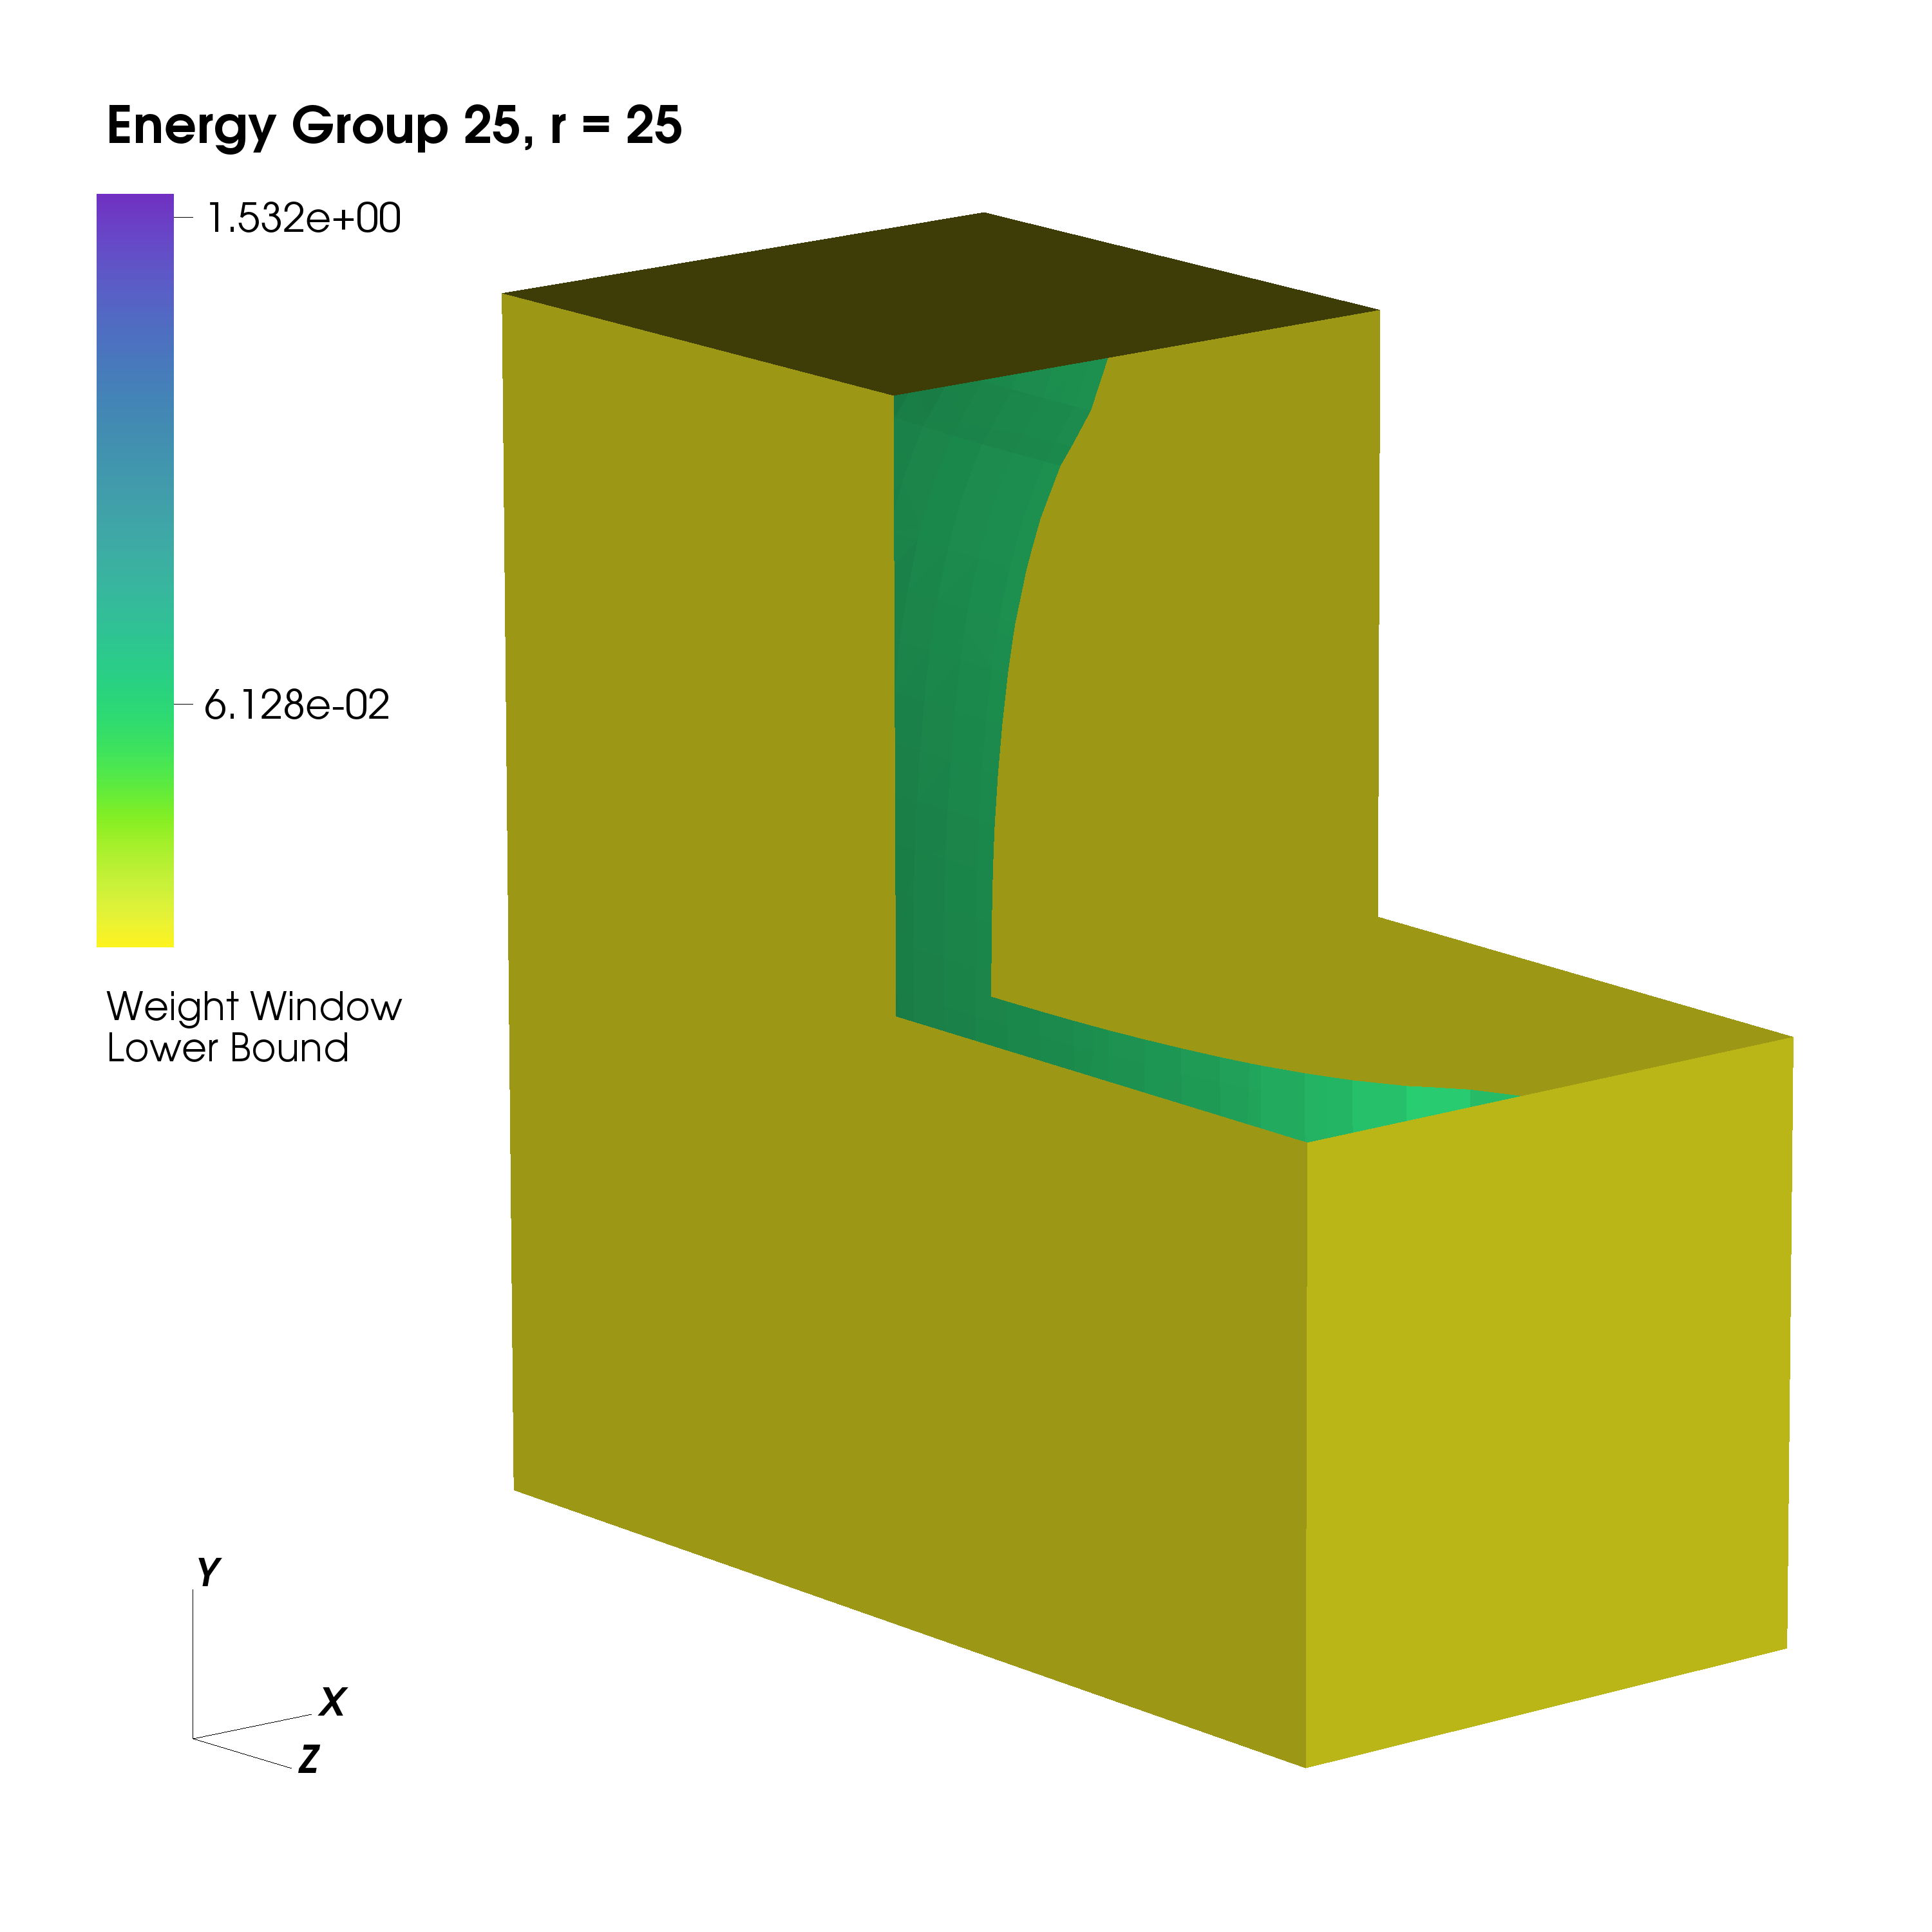 Energy Group 25, r = 25
1.532e+00
6.128e-02
Weight Window
Lower Bound
Y
X
Z